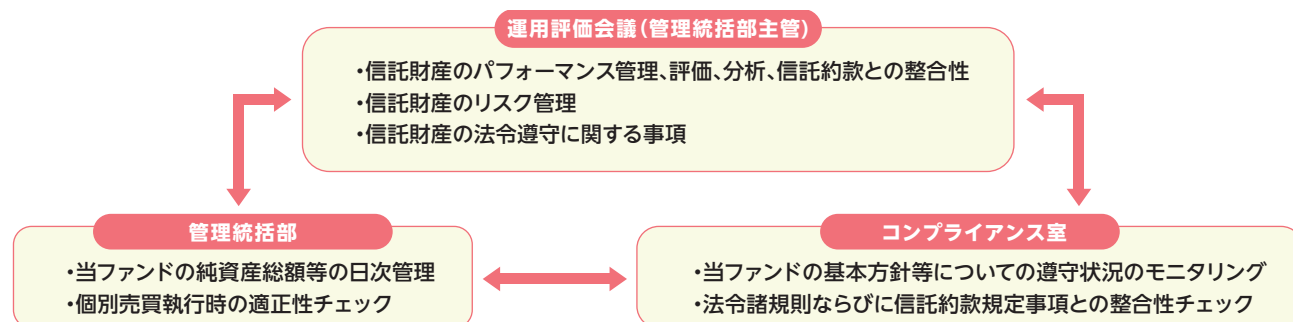 運用評価会議(管理統括部主管)
・信託財産のパフォーマンス管理、評価、分析、信託約款との整合性
・信託財産のリスク管理
・信託財産の法令遵守に関する事項
管理統括部
・当ファンドの純資産総額等の日次管理
・個別売買執行時の適正性チェック
コンプライアンス室
・当ファンドの基本方針等についての遵守状況のモニタリング
・法令諸規則ならびに信託約款規定事項との整合性チェック